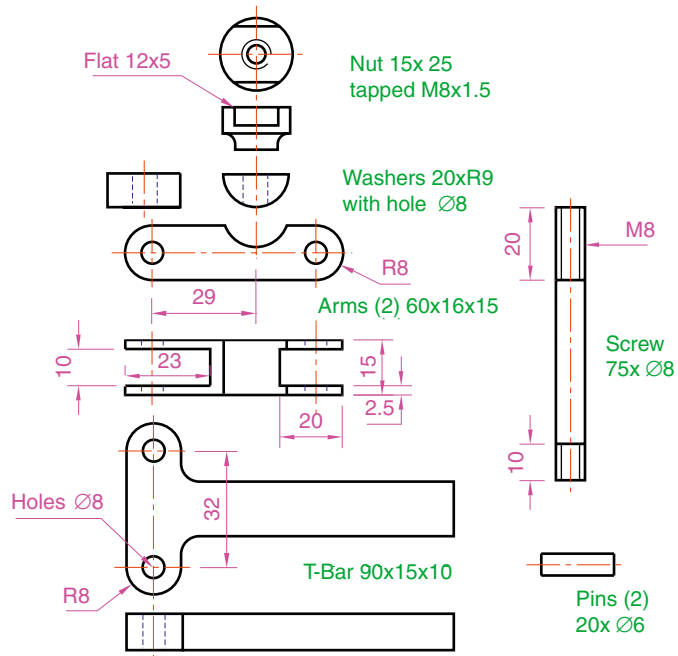 Flat 12x5
Nut 15x 25
tapped M8x1.5
Washers 20xR9
with hole ∅8
M8
20
R8
29
Arms (2) 60x16x15
10
23
15
Screw
75x ∅8
2.5
20
10
Holes ∅8
32
T-Bar 90x15x10
R8
Pins (2)
20x ∅6